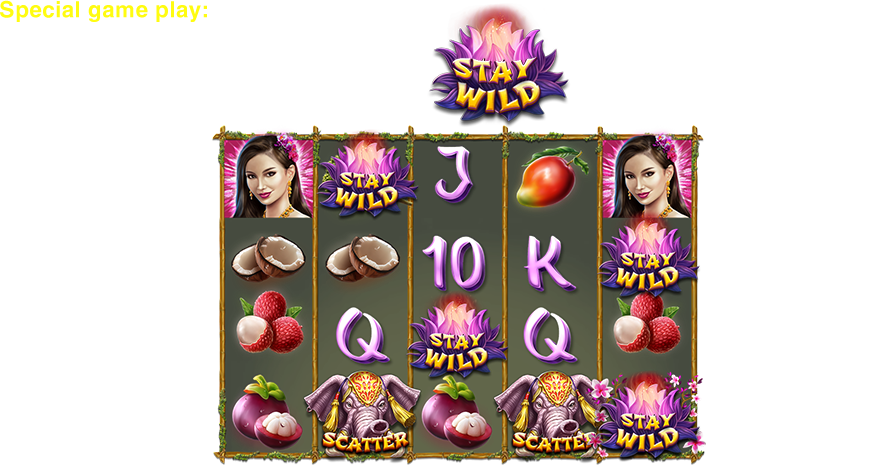 Special game play:
STAY
WILD
STAY
WILD
J
10
K
STAY
WILD
Q
STAY
WILD
Q
SCATTER
SCATTER
STAY
WILD